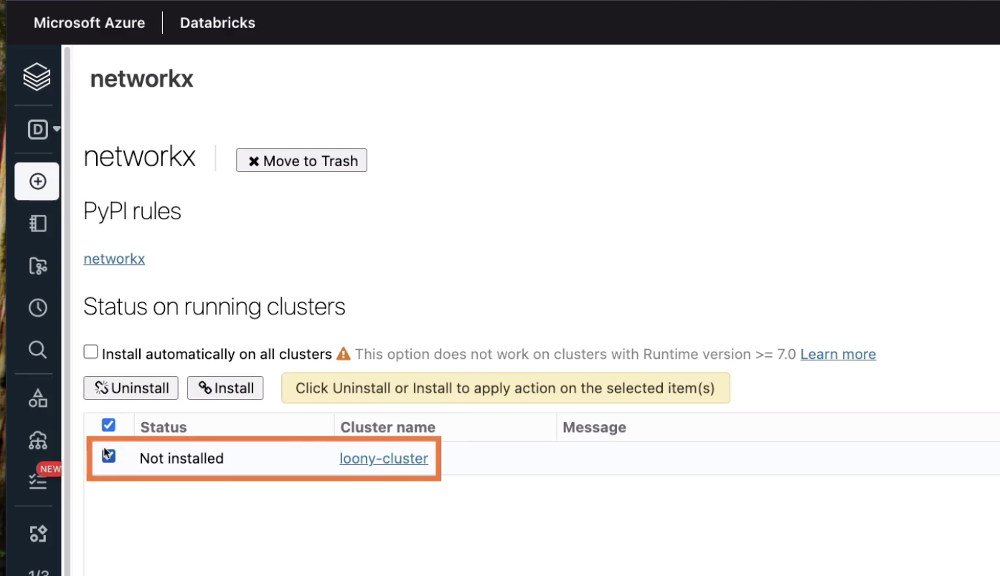 Microsoft Azure Databricks
networkx
D
networkx Move to Trash
PyPI rules
networkx
Status on running clusters
Install automatically on all clusters This option does not work on clusters with Runtime version >= 7.0 Learn more
Uninstall Install Click Uninstall or Install to apply action on the selected item(s)
Status Cluster name Message
Not installed loony-cluster
NEW